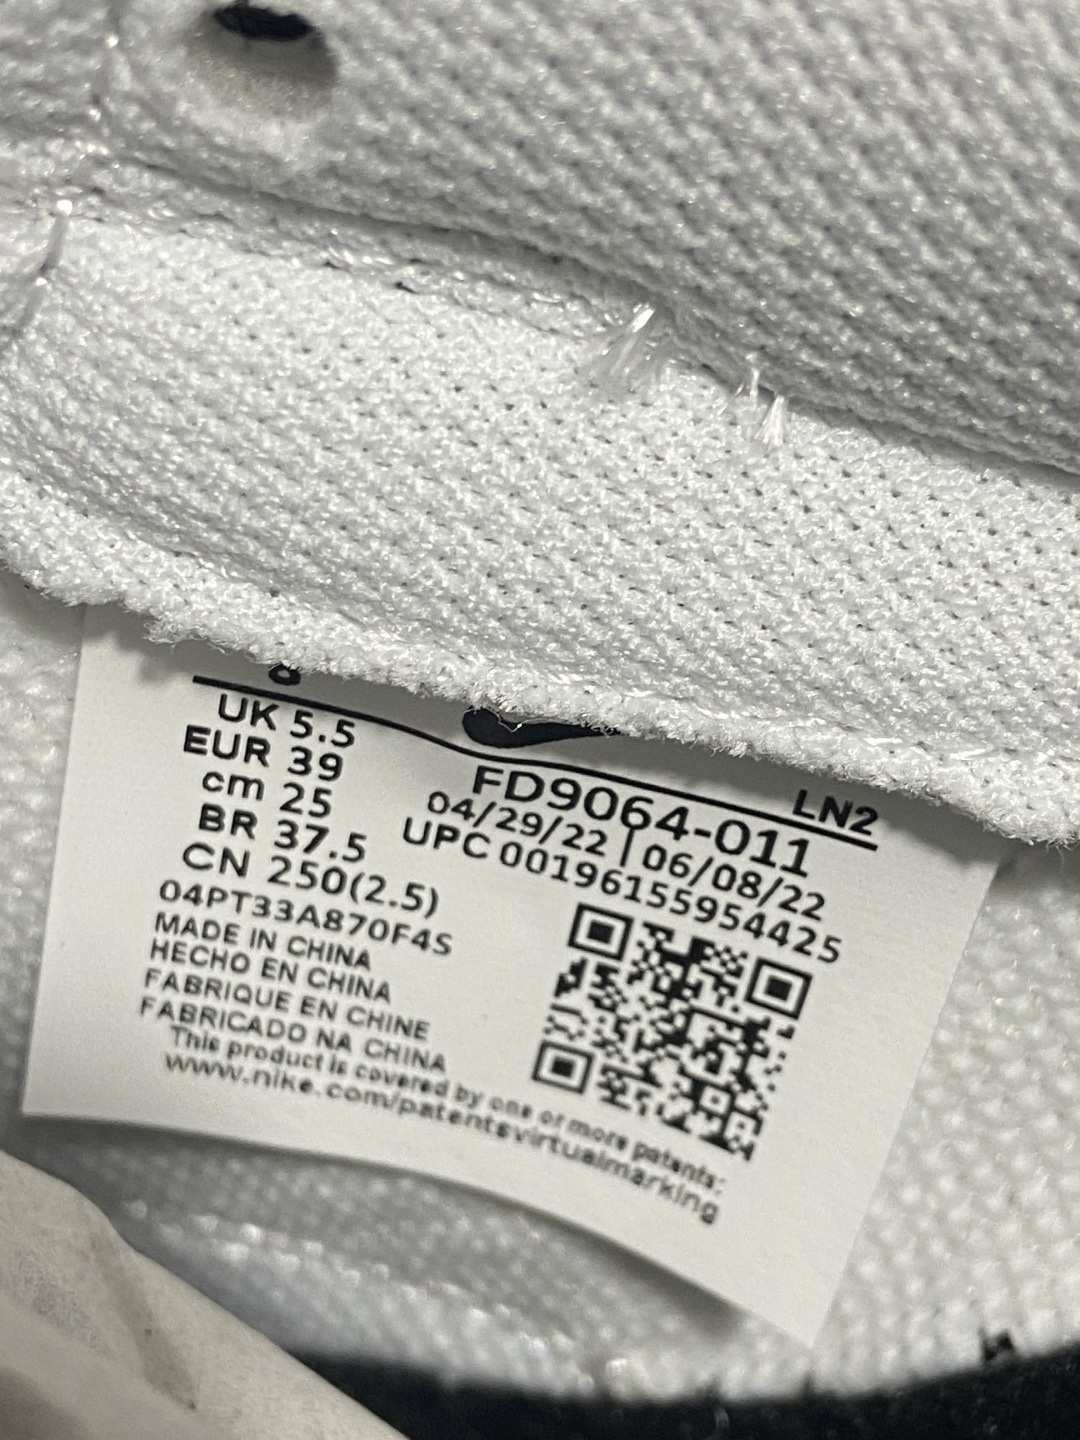 8
UK 5.5
EUR 39
cm 25
BR 37.5
CN 250(2.5)
04PT33A870F4S
MADE IN CHINA
HECHO EN CHINA
FABRIQUE EN CHINE
FABRICADO NA CHINA
This product is covered by one or more patents:
www.nike.com/patentsvirtualmarking
LN2
FD9064-011
04/29/22 | 06/08/22
UPC 00196155954425